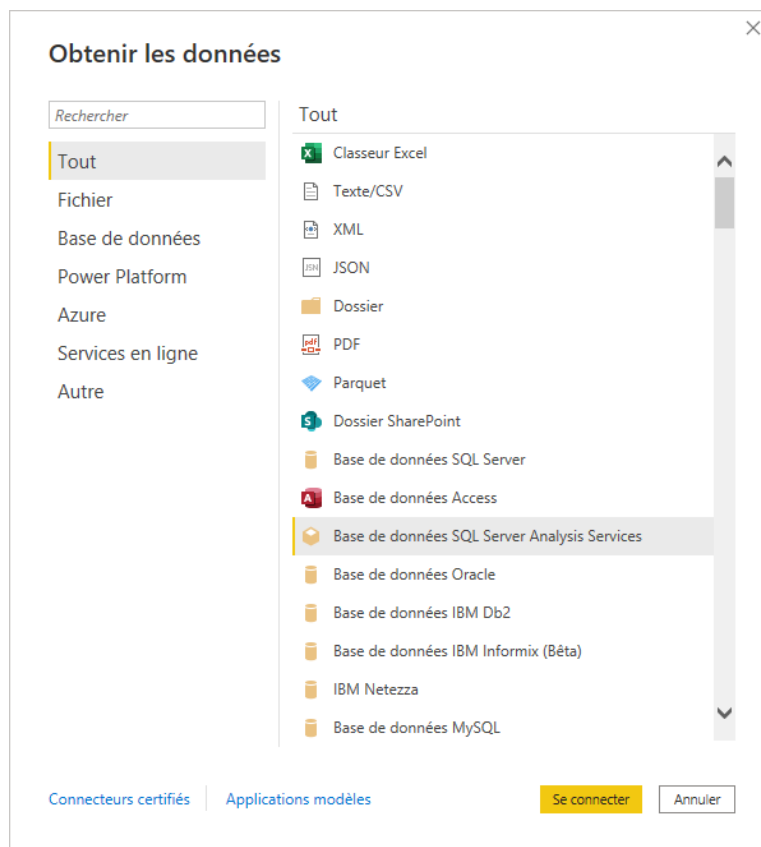 Obtenir les données
Rechercher
Tout
Fichier
Base de données
Power Platform
Azure
Services en ligne
Autre
Tout
Classeur Excel
Texte/CSV
XML
JSON
Dossier
PDF
Parquet
Dossier SharePoint
Base de données SQL Server
Base de données Access
Base de données SQL Server Analysis Services
Base de données Oracle
Base de données IBM Db2
Base de données IBM Informix (Bêta)
IBM Netezza
Base de données MySQL
Connecteurs certifiés
Applications modèles
Se connecter
Annuler